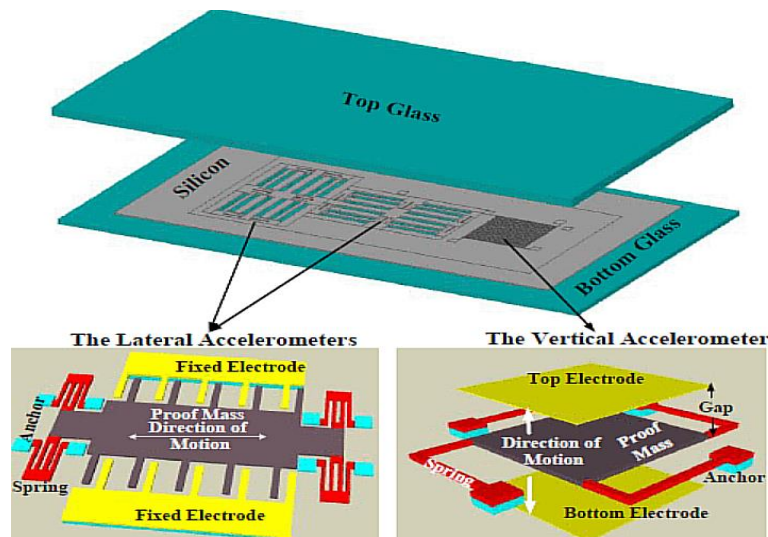 Top Glass
Silicon
Bottom Glass
The Lateral Accelerometers
The Vertical Accelerometer
Fixed Electrode
Anchor
Proof Mass
Direction of
Motion
Spring
Fixed Electrode
Top Electrode
Gap
Direction of
Motion
Proof
Mass
Spring
Anchor
Bottom Electrode